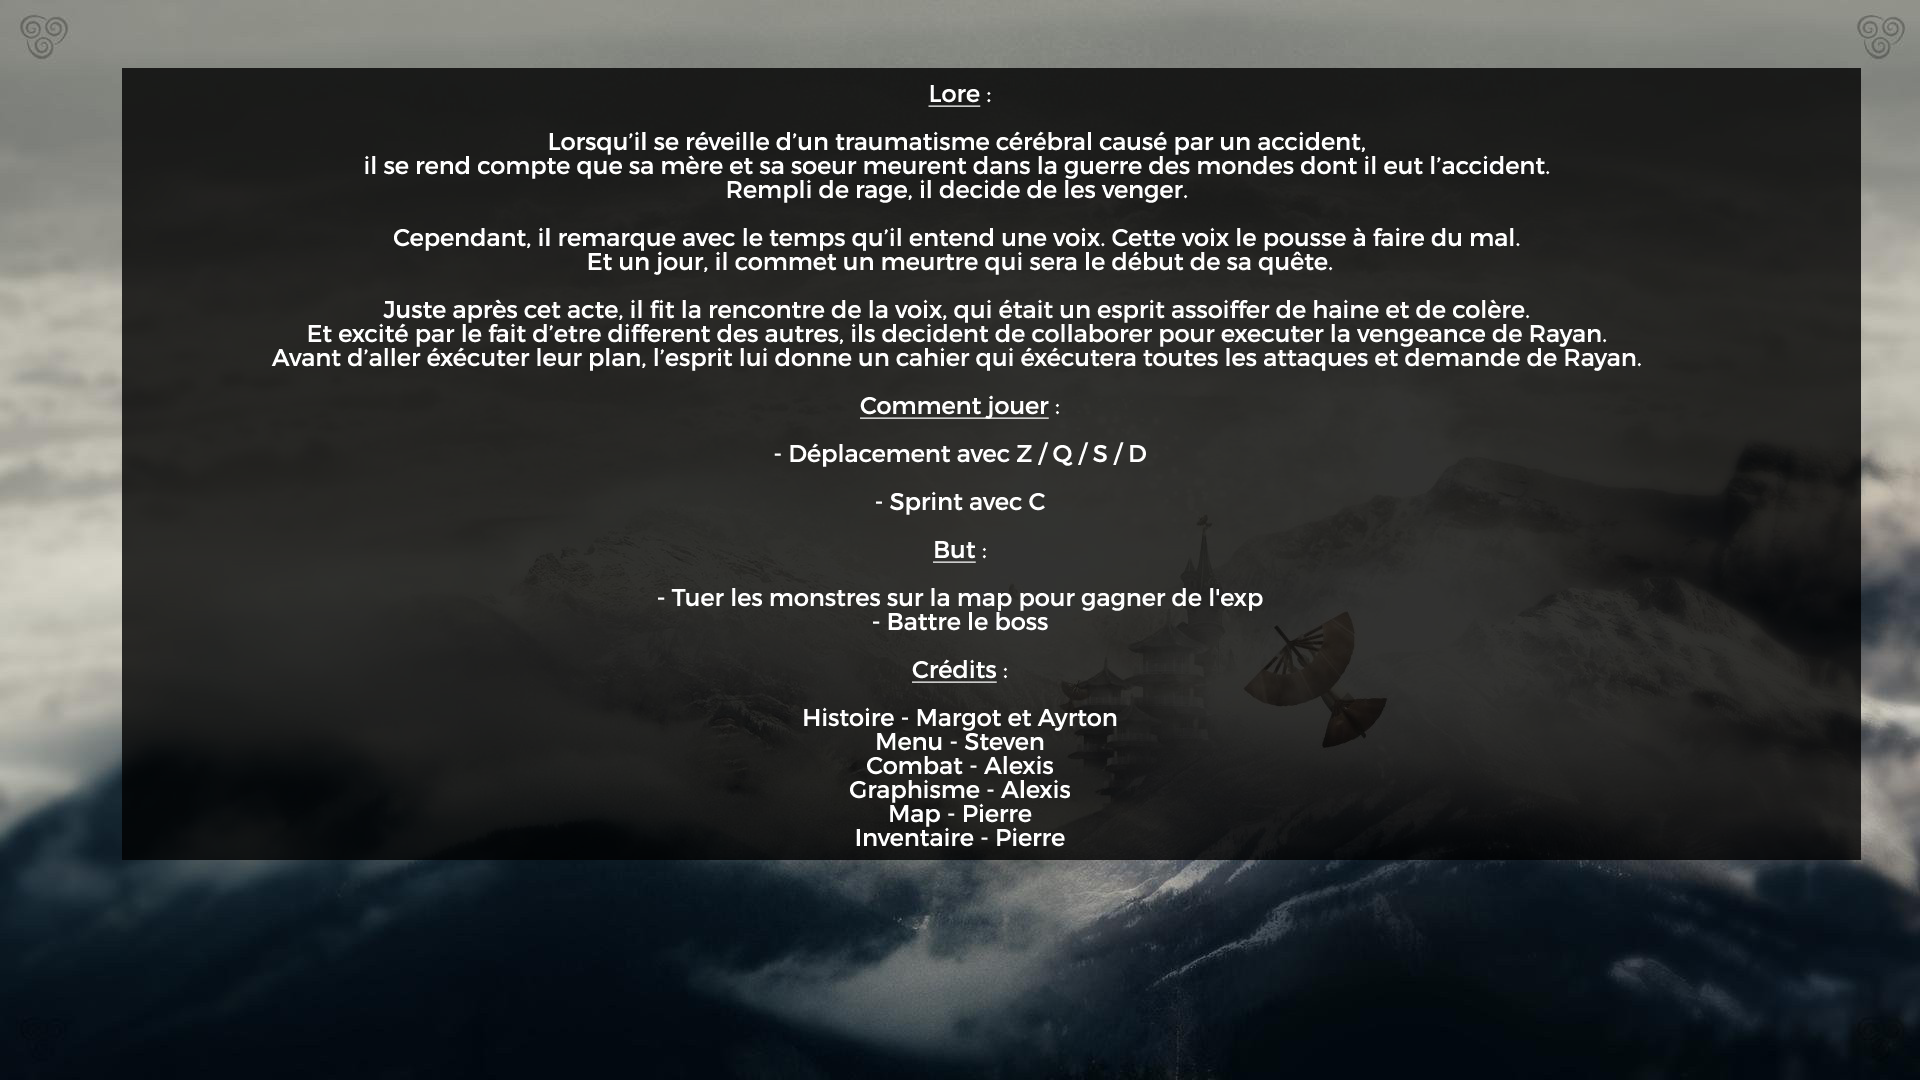 Lore :
Lorsqu’il se réveille d’un traumatisme cérébral causé par un accident,
il se rend compte que sa mère et sa soeur meurent dans la guerre des mondes dont il eut l’accident.
Rempli de rage, il decide de les venger.
Cependant, il remarque avec le temps qu’il entend une voix. Cette voix le pousse à faire du mal.
Et un jour, il commet un meurtre qui sera le début de sa quête.
Juste après cet acte, il fit la rencontre de la voix, qui était un esprit assoiffer de haine et de colère.
Et excité par le fait d’etre different des autres, ils decident de collaborer pour executer la vengeance de Rayan.
Avant d’aller éxécuter leur plan, l’esprit lui donne un cahier qui éxécutera toutes les attaques et demande de Rayan.
Comment jouer :
- Déplacement avec Z / Q / S / D
- Sprint avec C
But :
- Tuer les monstres sur la map pour gagner de l'exp
- Battre le boss
Crédits :
Histoire - Margot et Ayrton
Menu - Steven
Combat - Alexis
Graphisme - Alexis
Map - Pierre
Inventaire - Pierre